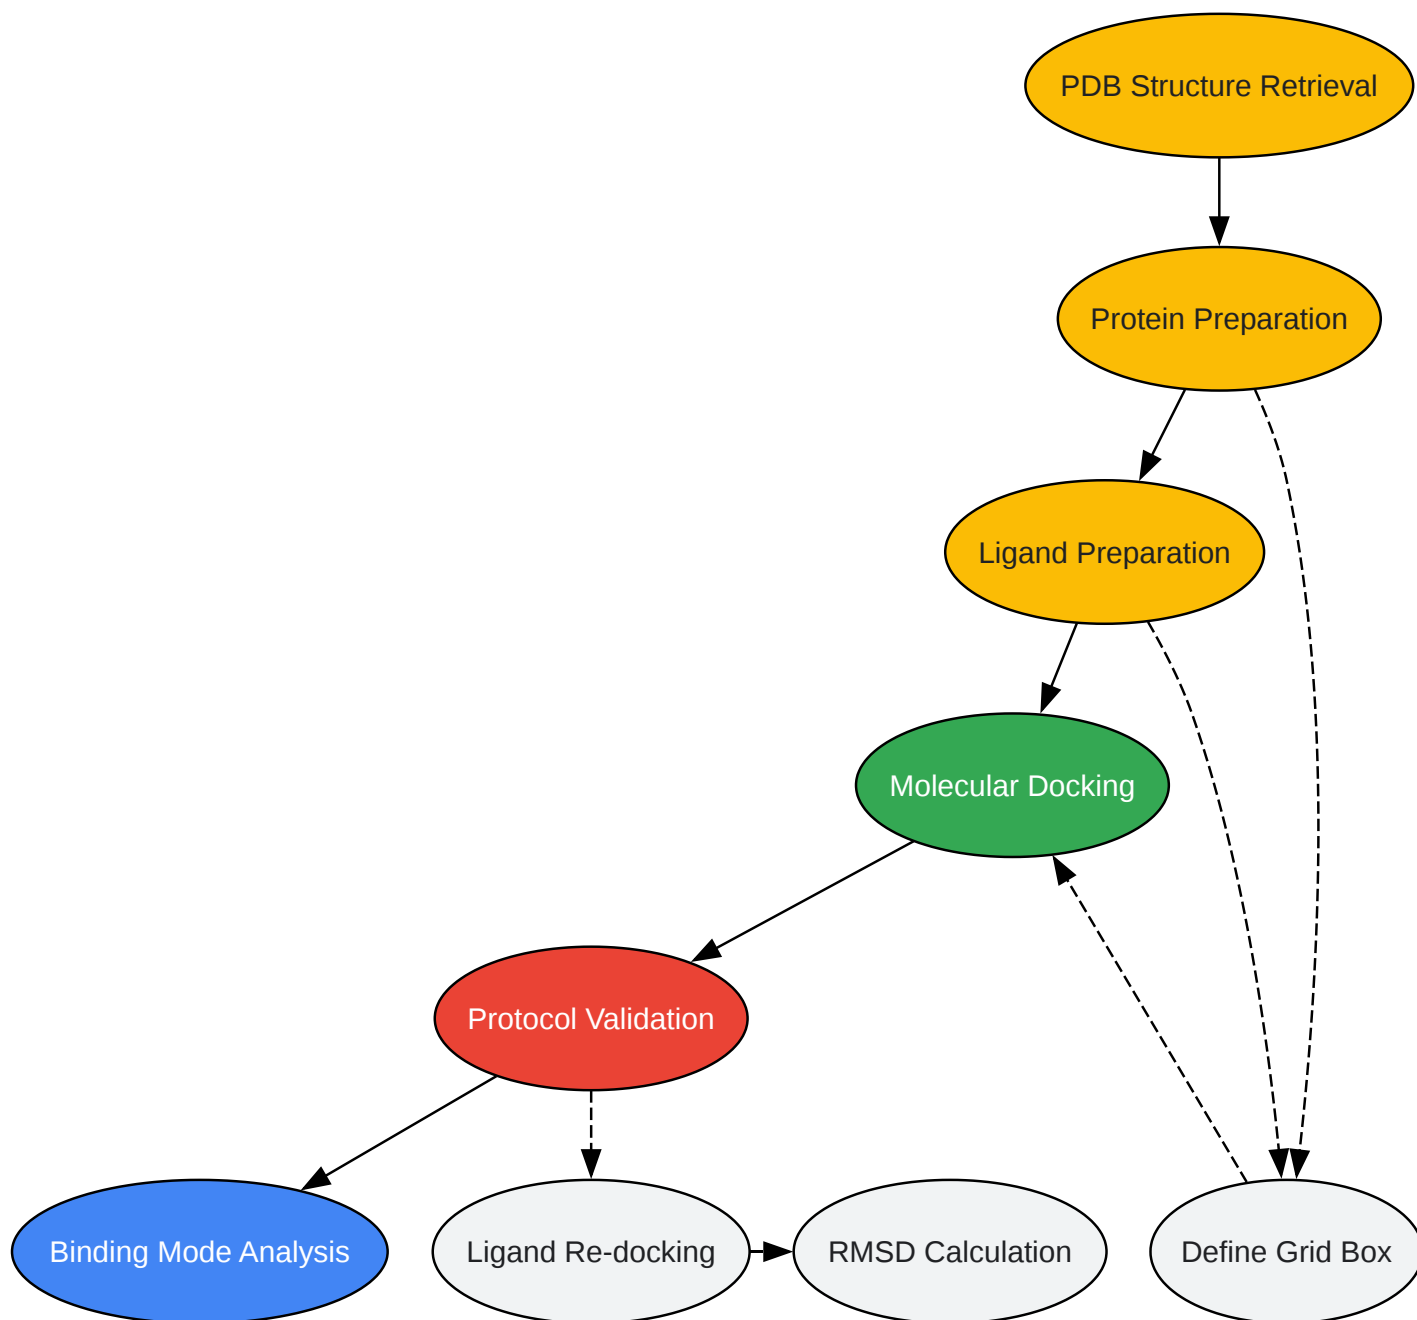 PDB Structure Retrieval
Protein Preparation
Ligand Preparation
Molecular Docking
Protocol Validation
Binding Mode Analysis
Ligand Re-docking
RMSD Calculation
Define Grid Box